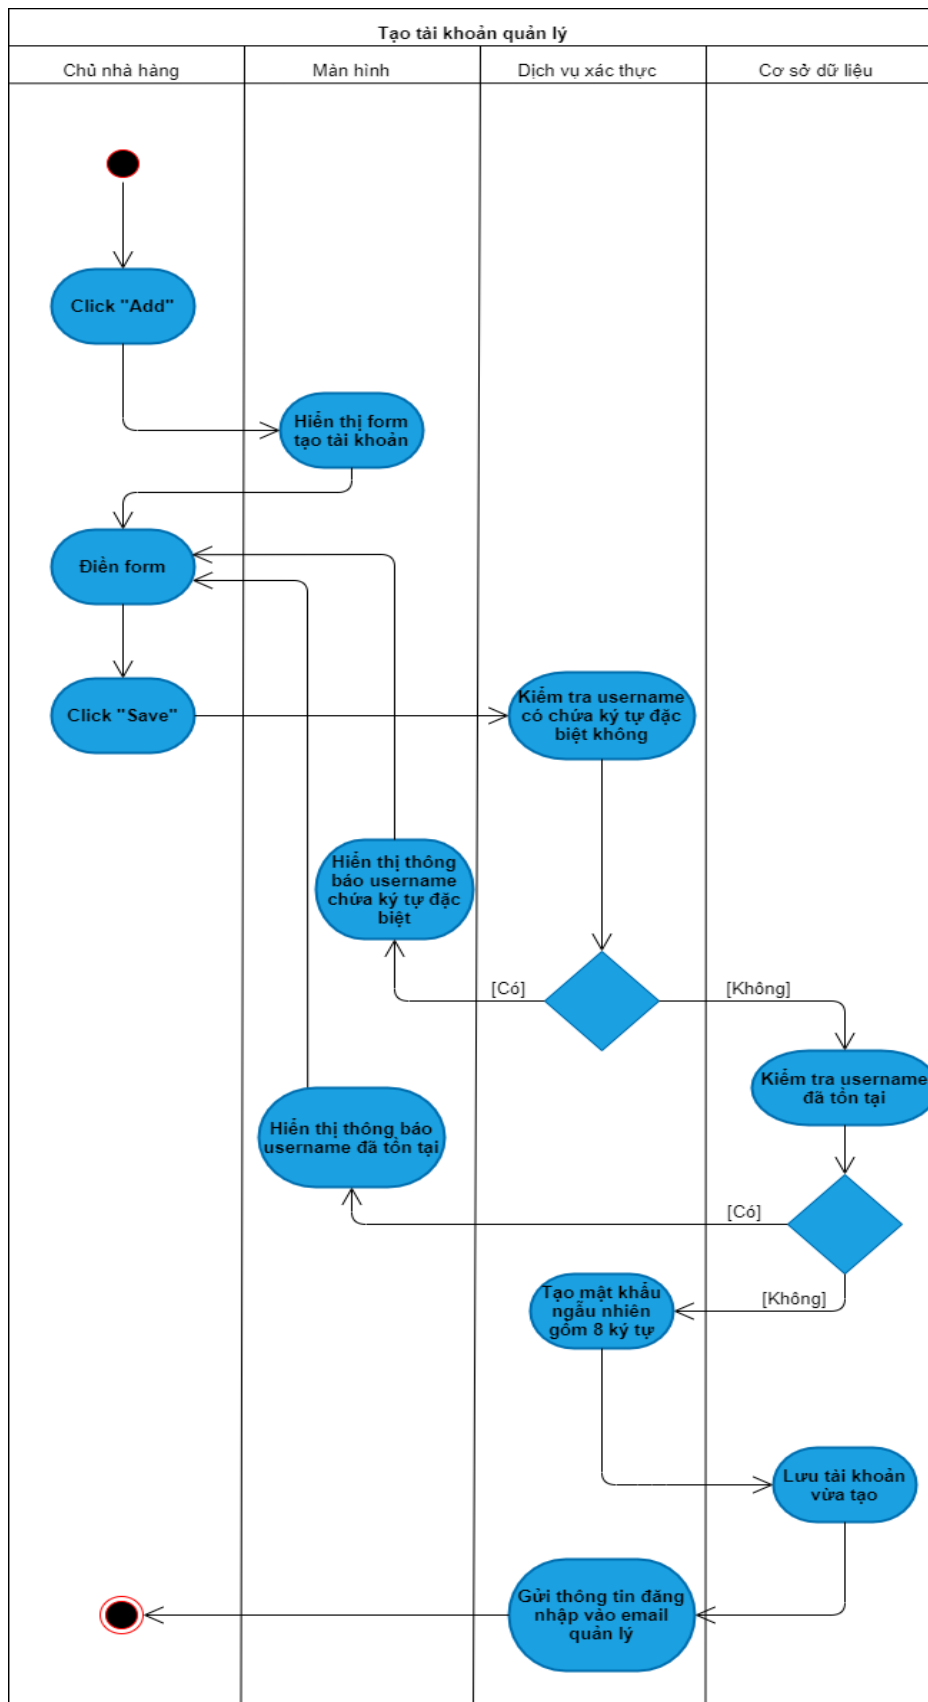 Tạo tài khoản quản lý
Chủ nhà hàng
Màn hình
Dịch vụ xác thực
Cơ sở dữ liệu
Click "Add"
Hiển thị form
tạo tài khoản
Điền form
Click "Save"
Kiểm tra username
có chứa ký tự đặc
biệt không
Hiển thị thông
báo username
chứa ký tự đặc
biệt
[Có]
[Không]
Kiểm tra username
đã tồn tại
Hiển thị thông báo
username đã tồn tại
[Có]
[Không]
Tạo mật khẩu
ngẫu nhiên
gồm 8 ký tự
Lưu tài khoản
vừa tạo
Gửi thông tin đăng
nhập vào email
quản lý